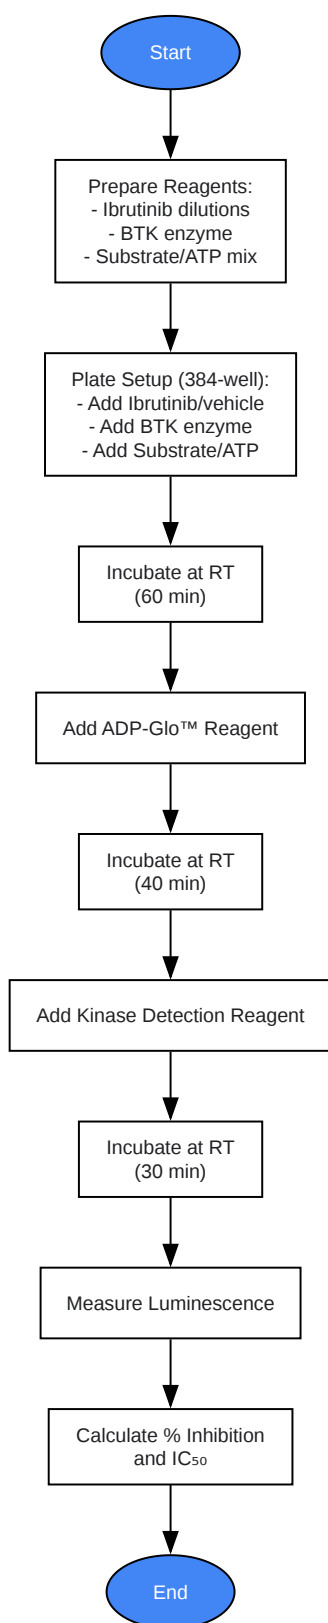 Start
Prepare Reagents:
- Ibrutinib dilutions
- BTK enzyme
- Substrate/ATP mix
Plate Setup (384-well):
- Add Ibrutinib/vehicle
- Add BTK enzyme
- Add Substrate/ATP
Incubate at RT
(60 min)
Add ADP-Glo™ Reagent
Incubate at RT
(40 min)
Add Kinase Detection Reagent
Incubate at RT
(30 min)
Measure Luminescence
Calculate % Inhibition
and IC₅₀
End